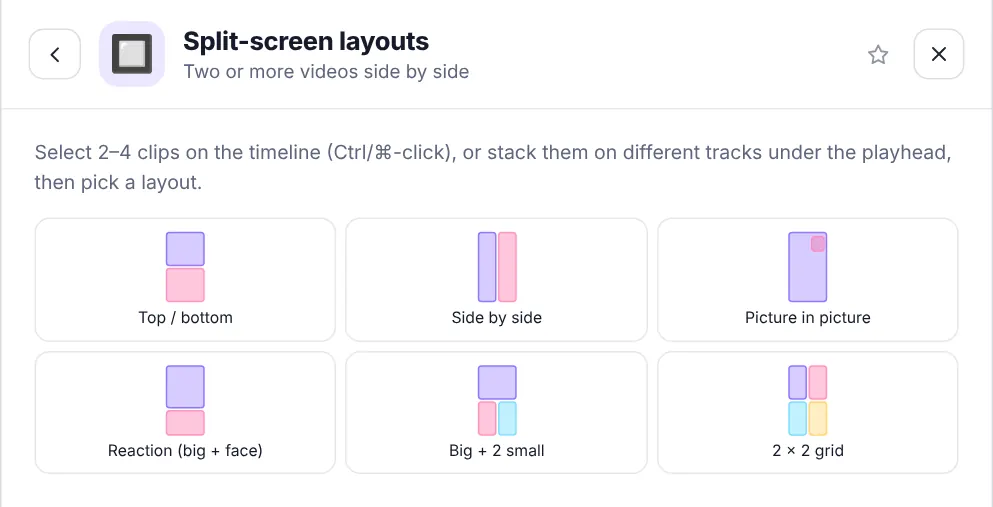 Split-screen layouts
Two or more videos side by side
Select 2–4 clips on the timeline (Ctrl/⌘-click), or stack them on different tracks under the playhead,
then pick a layout.
Top / bottom
Side by side
Picture in picture
Reaction (big + face)
Big + 2 small
2 × 2 grid